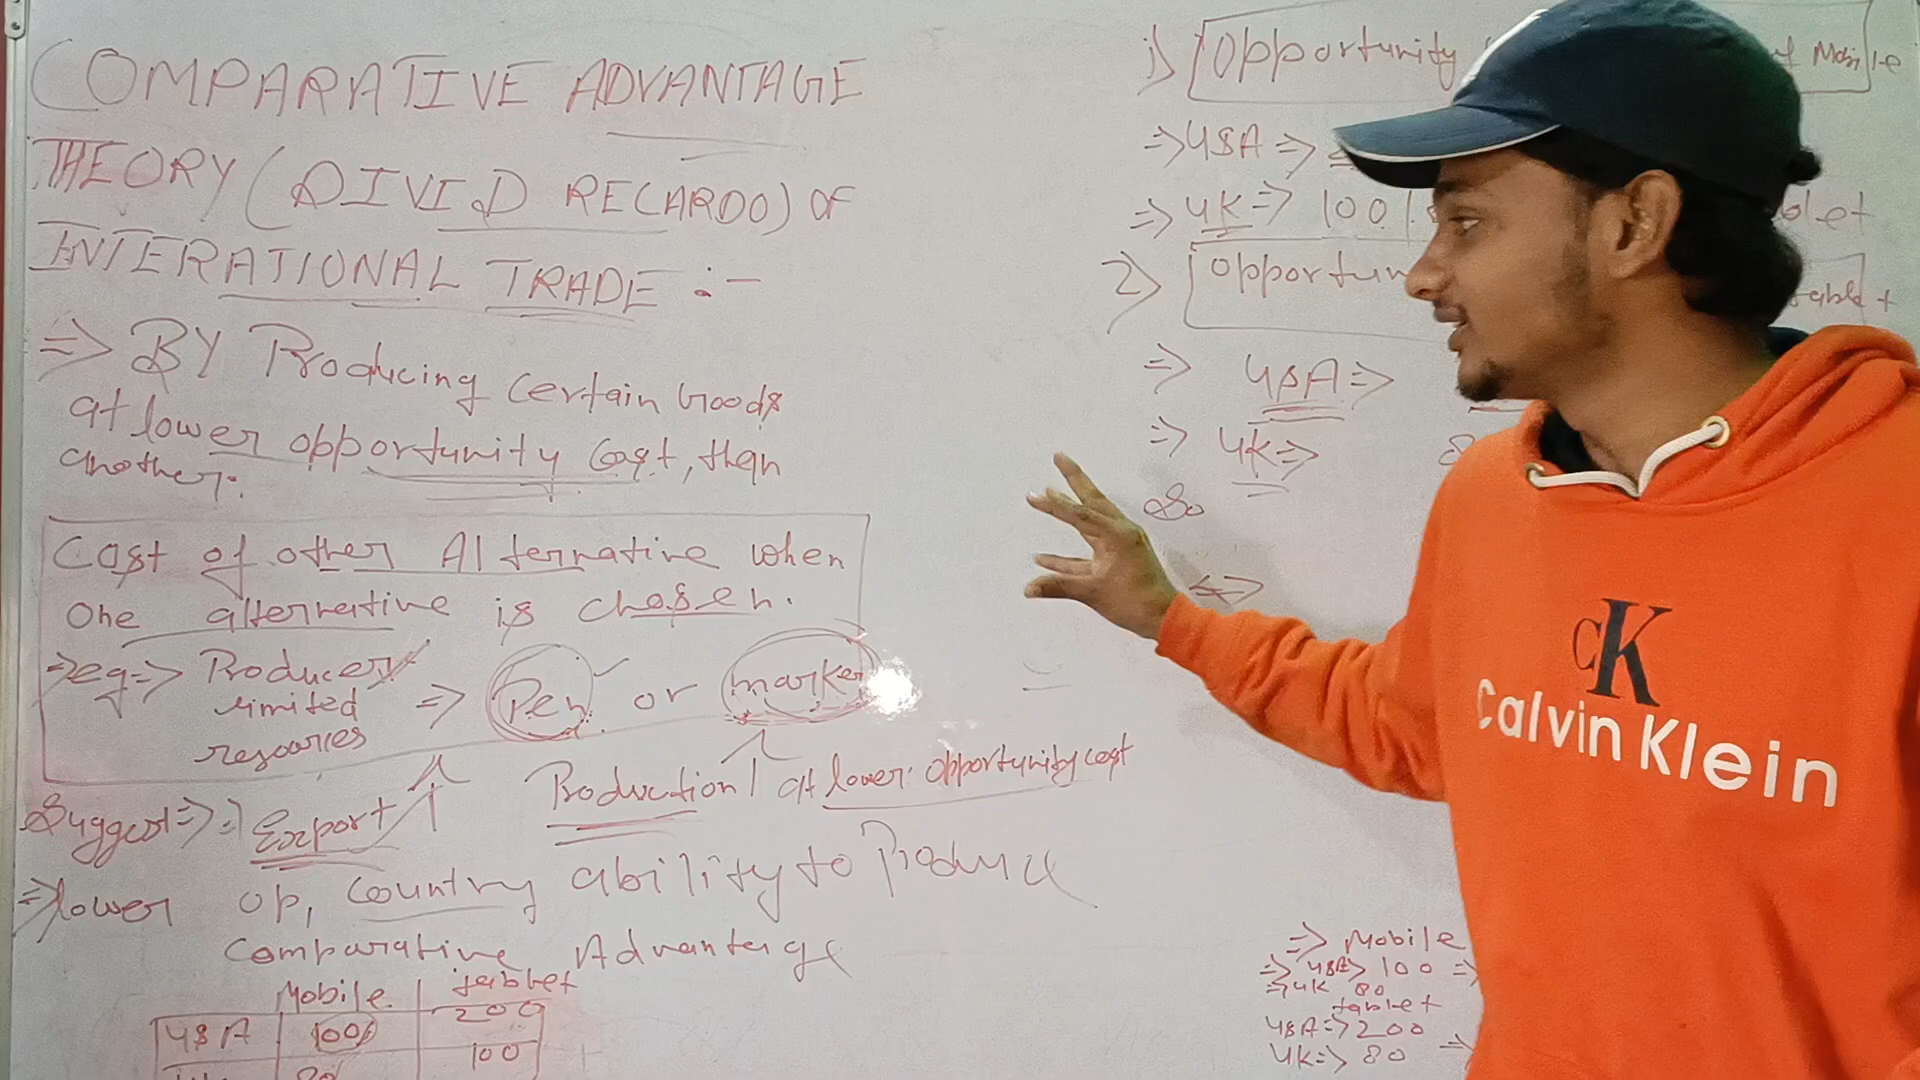 COMPARATIVE ADVANTAGE
THEORY (DIVID RECARDO) OF
INTERATIONAL TRADE :-
=> BY Producing certain Goods
at lower opportunity Cost, than
another.
Cost of other Alternative when
One alternative is chosen.
=> eg => Producer
limited
resources
=> Pen or marker
Suggest => => Export
Production at lower opportunity cost
=> lower op, country ability to Produce
comparative Advantage
Mobile tablet
USA 100 200
100
1) Opportunity of Mobile
=> USA =>
=> UK => 100
2) Opportun
=> USA =>
=> UK => 8
So
<=>
=> Mobile
=> USA => 100 =>
=> UK 80
tablet
USA => 200
UK => 80 =>
CK
Calvin Klein